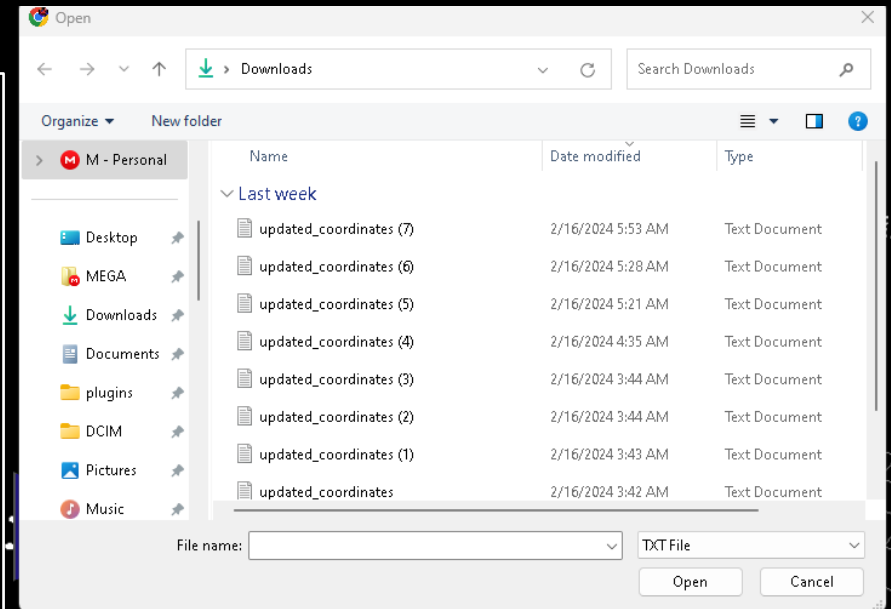 Open
Downloads
Search Downloads
Organize
New folder
M - Personal
Desktop
MEGA
Downloads
Documents
plugins
DCIM
Pictures
Music
Name Date modified Type
Last week
updated_coordinates (7) 2/16/2024 5:53 AM Text Document
updated_coordinates (6) 2/16/2024 5:28 AM Text Document
updated_coordinates (5) 2/16/2024 5:21 AM Text Document
updated_coordinates (4) 2/16/2024 4:35 AM Text Document
updated_coordinates (3) 2/16/2024 3:44 AM Text Document
updated_coordinates (2) 2/16/2024 3:44 AM Text Document
updated_coordinates (1) 2/16/2024 3:43 AM Text Document
updated_coordinates 2/16/2024 3:42 AM Text Document
File name:
TXT File
Open
Cancel